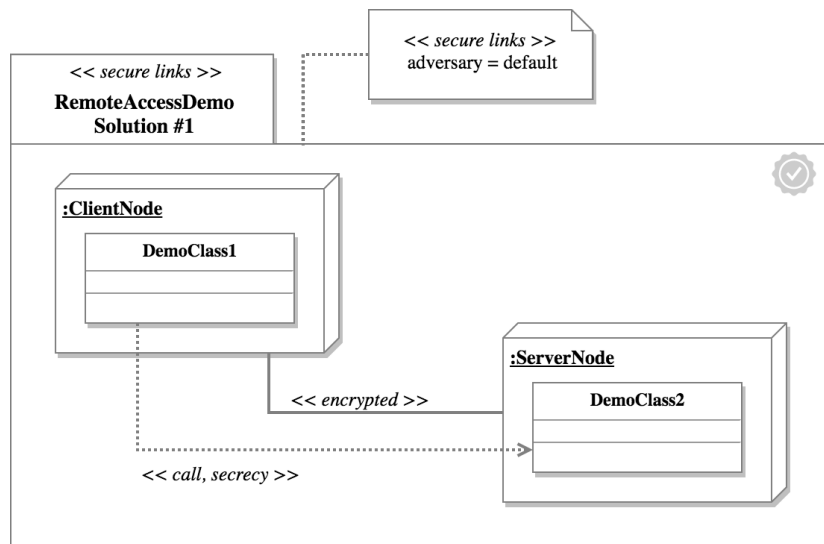 << secure links >>
adversary = default
<< secure links >>
RemoteAccessDemo
Solution #1
:ClientNode
DemoClass1
:ServerNode
DemoClass2
<< encrypted >>
<< call, secrecy >>